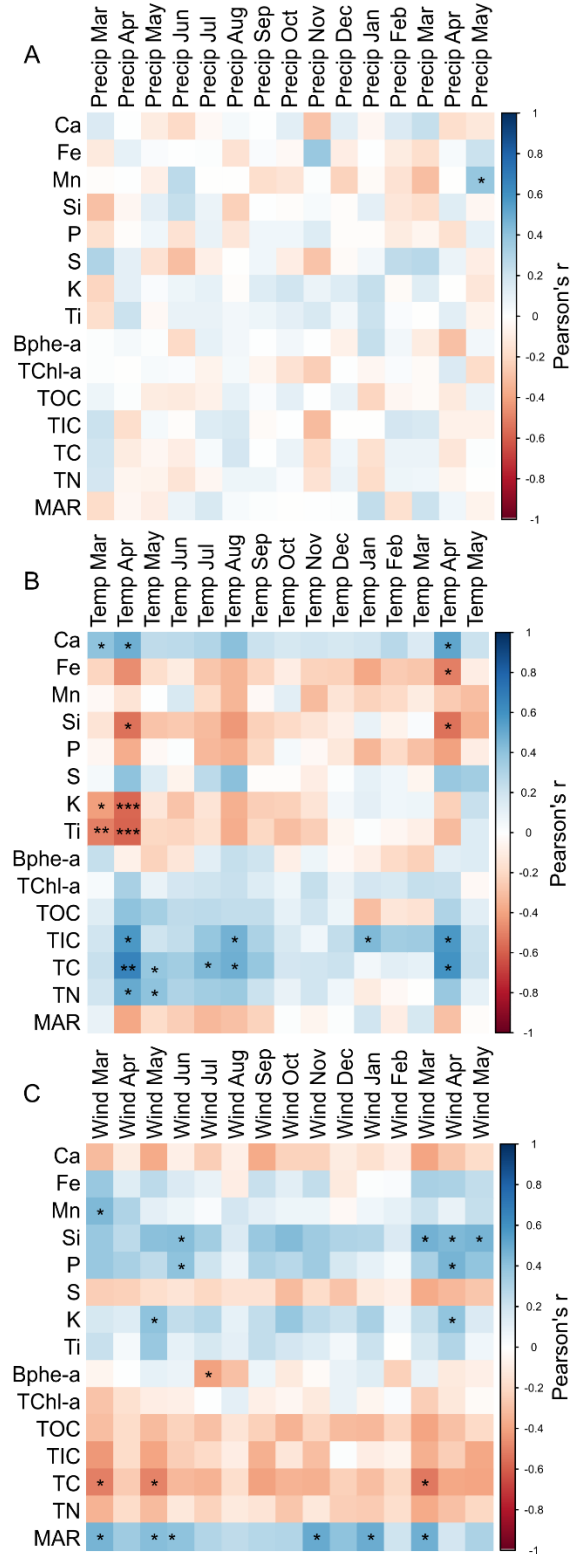 A
Precip Mar
Precip Apr
Precip May
Precip Jun
Precip Jul
Precip Aug
Precip Sep
Precip Oct
Precip Nov
Precip Dec
Precip Jan
Precip Feb
Precip Mar
Precip Apr
Precip May
Ca
Fe
Mn *
Si
P
S
K
Ti
Bphe-a
TChl-a
TOC
TIC
TC
TN
MAR
1
0.8
0.6
0.4
0.2
0
-0.2
-0.4
-0.6
-0.8
-1
Pearson's r
B
Temp Mar
Temp Apr
Temp May
Temp Jun
Temp Jul
Temp Aug
Temp Sep
Temp Oct
Temp Nov
Temp Dec
Temp Jan
Temp Feb
Temp Mar
Temp Apr
Temp May
Ca * * *
Fe *
Mn
Si * *
P
S
K * ***
Ti ** ***
Bphe-a
TChl-a
TOC
TIC * * * *
TC ** * * * *
TN * *
MAR
1
0.8
0.6
0.4
0.2
0
-0.2
-0.4
-0.6
-0.8
-1
Pearson's r
C
Wind Mar
Wind Apr
Wind May
Wind Jun
Wind Jul
Wind Aug
Wind Sep
Wind Oct
Wind Nov
Wind Dec
Wind Jan
Wind Feb
Wind Mar
Wind Apr
Wind May
Ca
Fe
Mn *
Si * * * *
P * *
S
K * *
Ti
Bphe-a *
TChl-a
TOC
TIC
TC * * *
TN
MAR * * * * * *
1
0.8
0.6
0.4
0.2
0
-0.2
-0.4
-0.6
-0.8
-1
Pearson's r